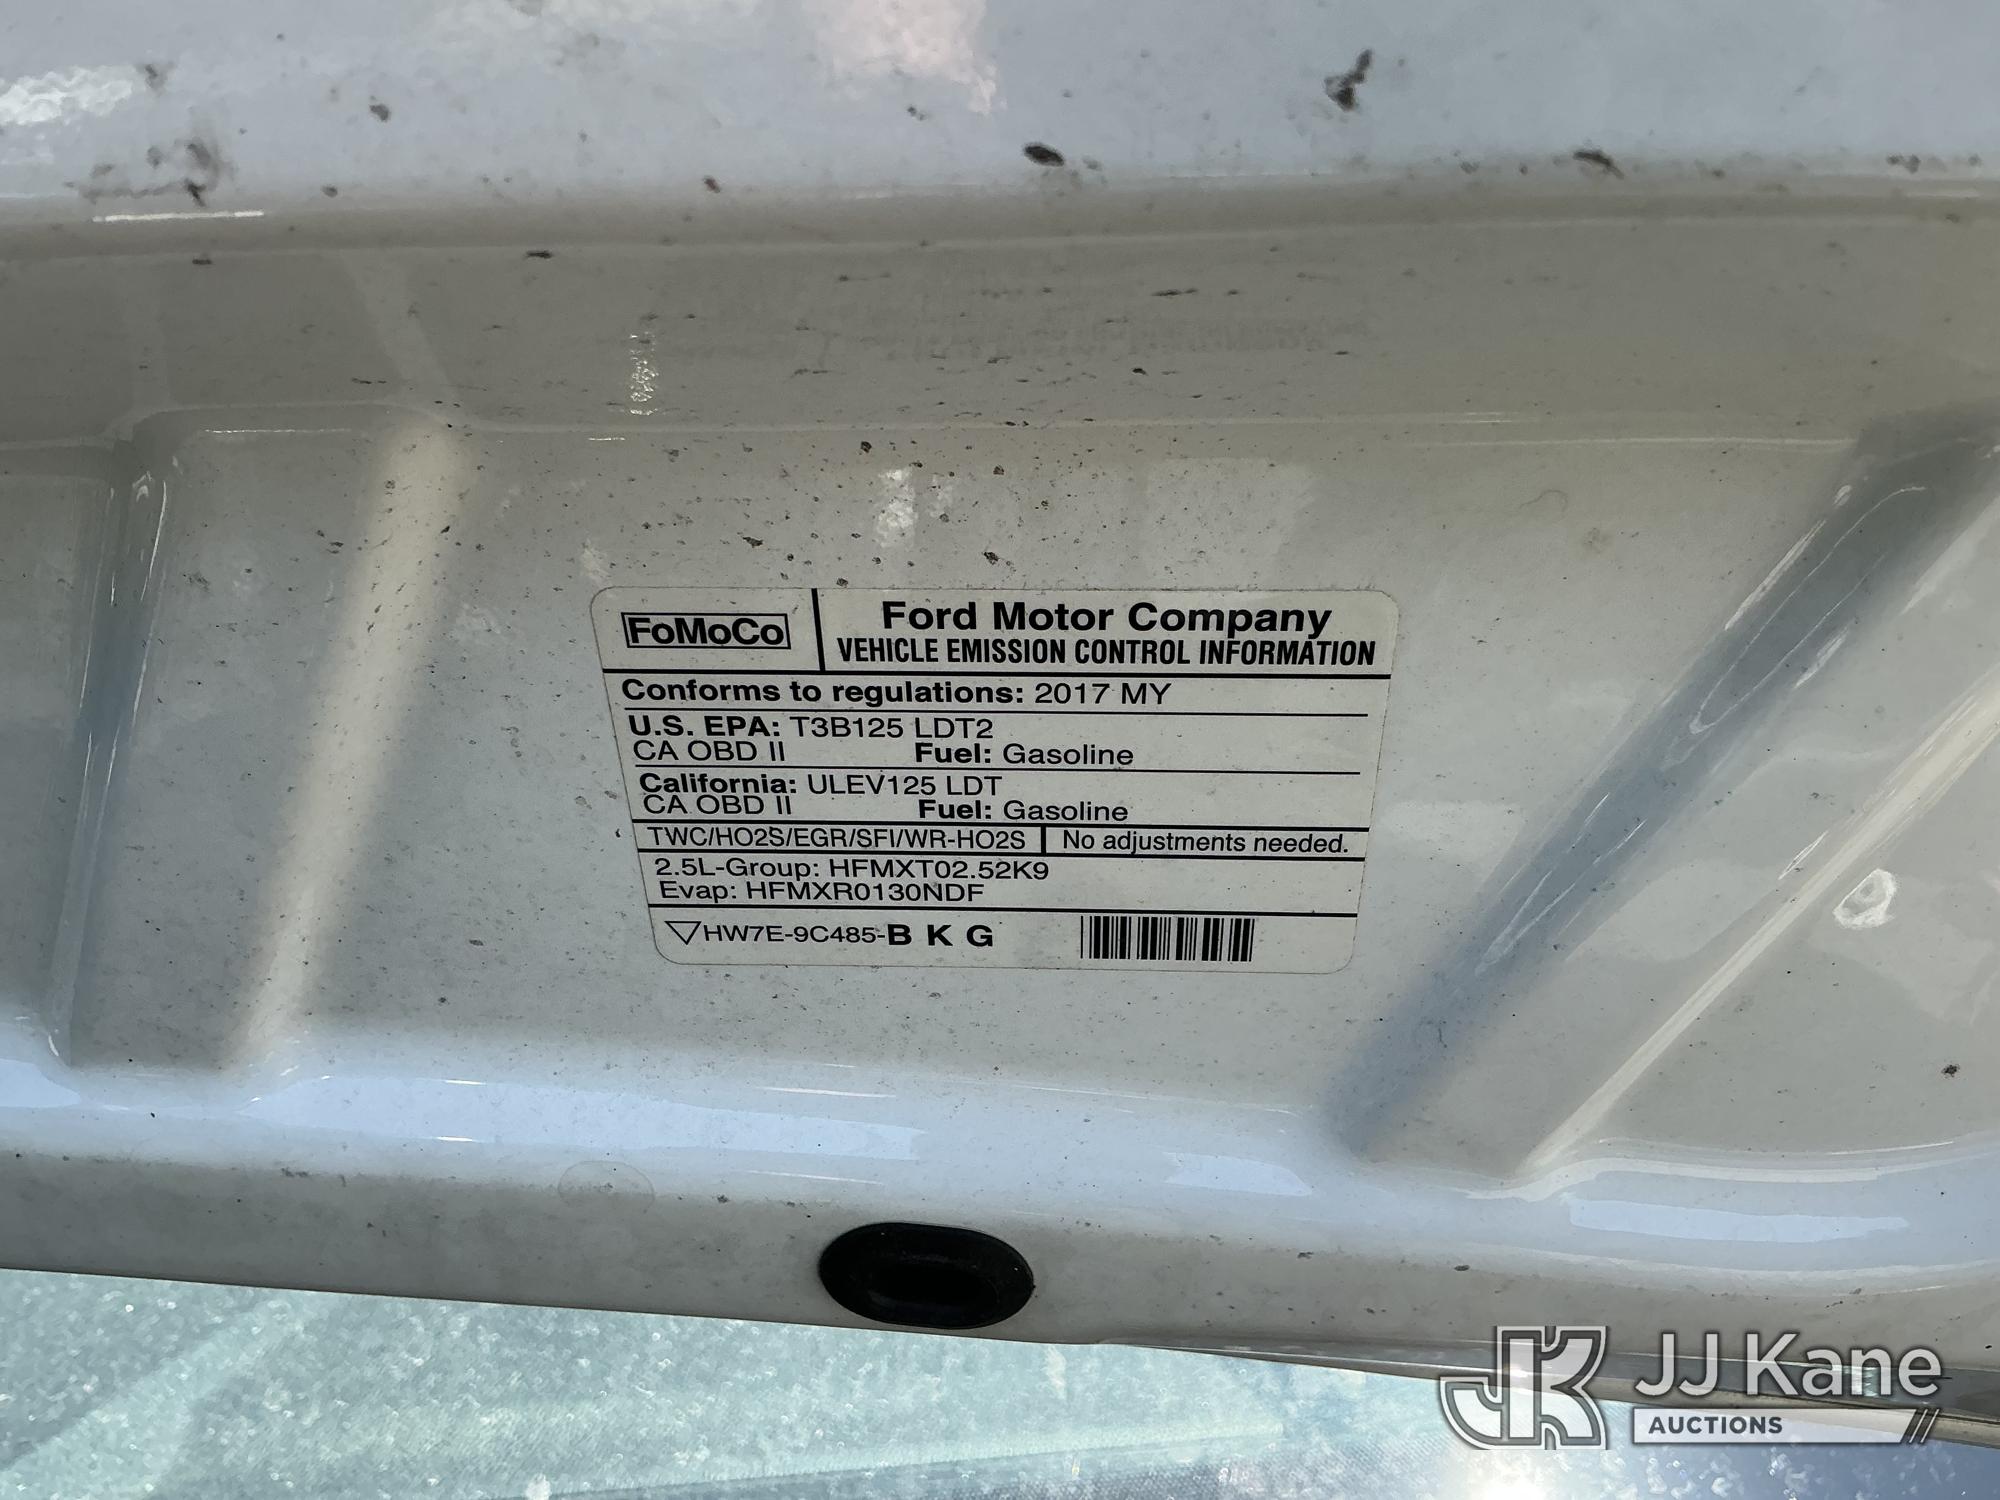 FoMoCo
Ford Motor Company
VEHICLE EMISSION CONTROL INFORMATION
Conforms to regulations: 2017 MY
U.S. EPA: T3B125 LDT2
CA OBD II Fuel: Gasoline
California: ULEV125 LDT
CA OBD II Fuel: Gasoline
TWC/HO2S/EGR/SFI/WR-HO2S No adjustments needed.
2.5L-Group: HFMXT02.52K9
Evap: HFMXR0130NDF
HW7E-9C485-B K G
JK JJ Kane
AUCTIONS